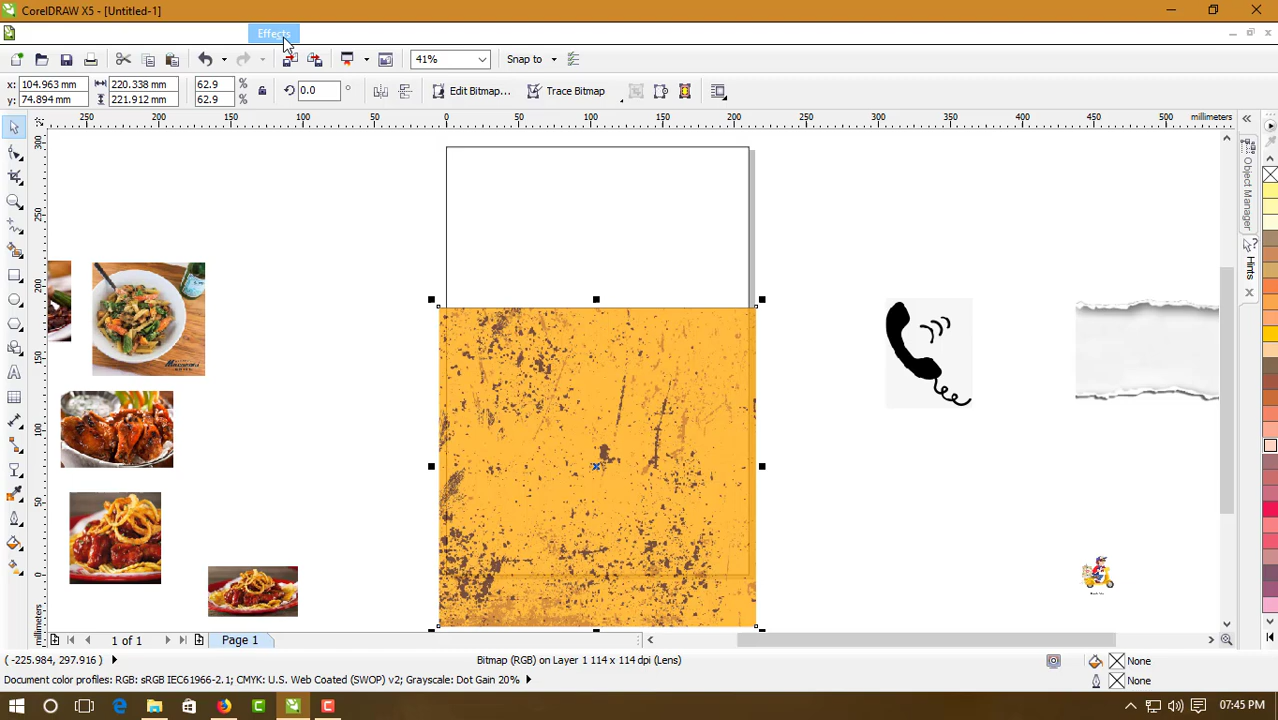 CorelDRAW X5 - [Untitled-1]
Effects
41%
Snap to
x: 104.963 mm
y: 74.894 mm
220.338 mm
221.912 mm
62.9 %
62.9 %
0.0 °
Edit Bitmap...
Trace Bitmap
250 200 150 100 50 0 50 100 150 200 250 300 350 400 450 500 millimeters
300
250
200
150
100
50
0
millimeters
Object Manager
Hints
1 of 1
Page 1
( -225.984, 297.916 )
Bitmap (RGB) on Layer 1 114 x 114 dpi (Lens)
None
Document color profiles: RGB: sRGB IEC61966-2.1; CMYK: U.S. Web Coated (SWOP) v2; Grayscale: Dot Gain 20%
None
07:45 PM